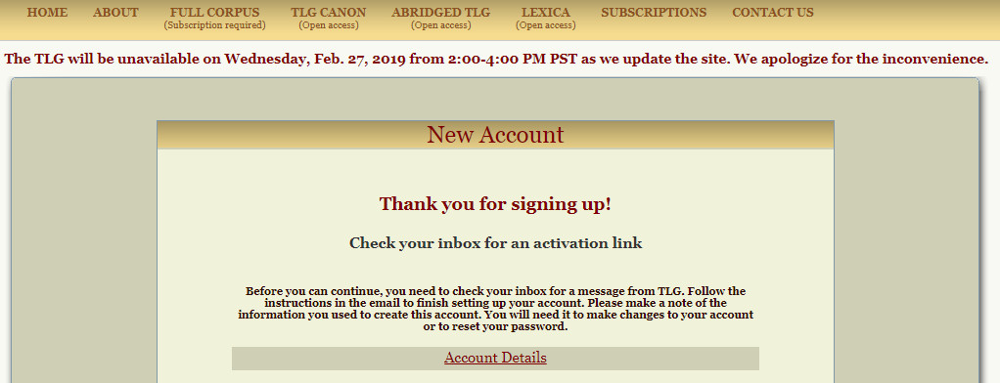 HOME ABOUT FULL CORPUS TLG CANON ABRIDGED TLG LEXICA SUBSCRIPTIONS CONTACT US
(Subscription required) (Open access) (Open access) (Open access)
The TLG will be unavailable on Wednesday, Feb. 27, 2019 from 2:00-4:00 PM PST as we update the site. We apologize for the inconvenience.
New Account
Thank you for signing up!
Check your inbox for an activation link
Before you can continue, you need to check your inbox for a message from TLG. Follow the
instructions in the email to finish setting up your account. Please make a note of the
information you used to create this account. You will need it to make changes to your account
or to reset your password.
Account Details